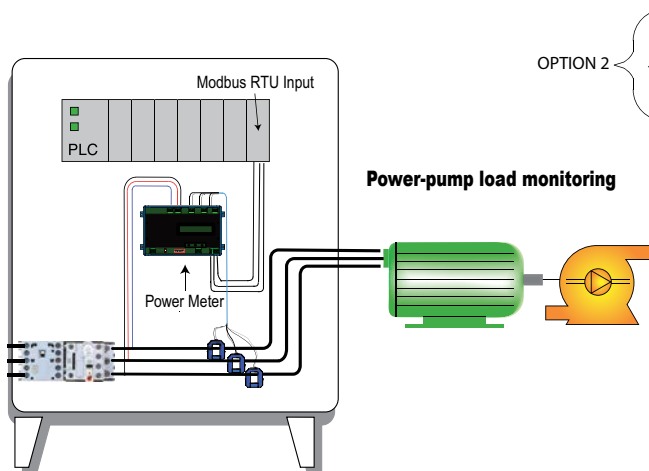 OPTION 2
Modbus RTU Input
PLC
Power-pump load monitoring
Power Meter